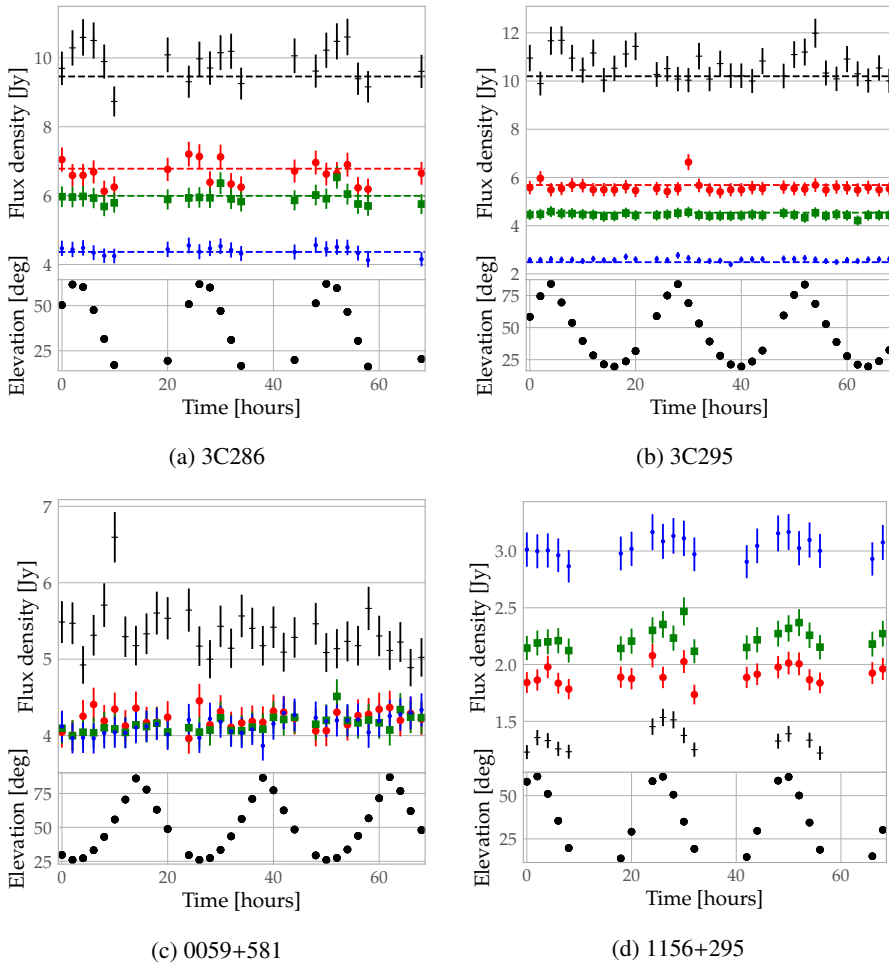 Flux density [Jy]
10
8
6
4
Elevation [deg]
50
25
0
20
40
60
Time [hours]
(a) 3C286
Flux density [Jy]
12
10
8
6
4
2
Elevation [deg]
75
50
25
0
20
40
60
Time [hours]
(b) 3C295
Flux density [Jy]
7
6
5
4
Elevation [deg]
75
50
25
0
20
40
60
Time [hours]
(c) 0059+581
Flux density [Jy]
3.0
2.5
2.0
1.5
Elevation [deg]
50
25
0
20
40
60
Time [hours]
(d) 1156+295